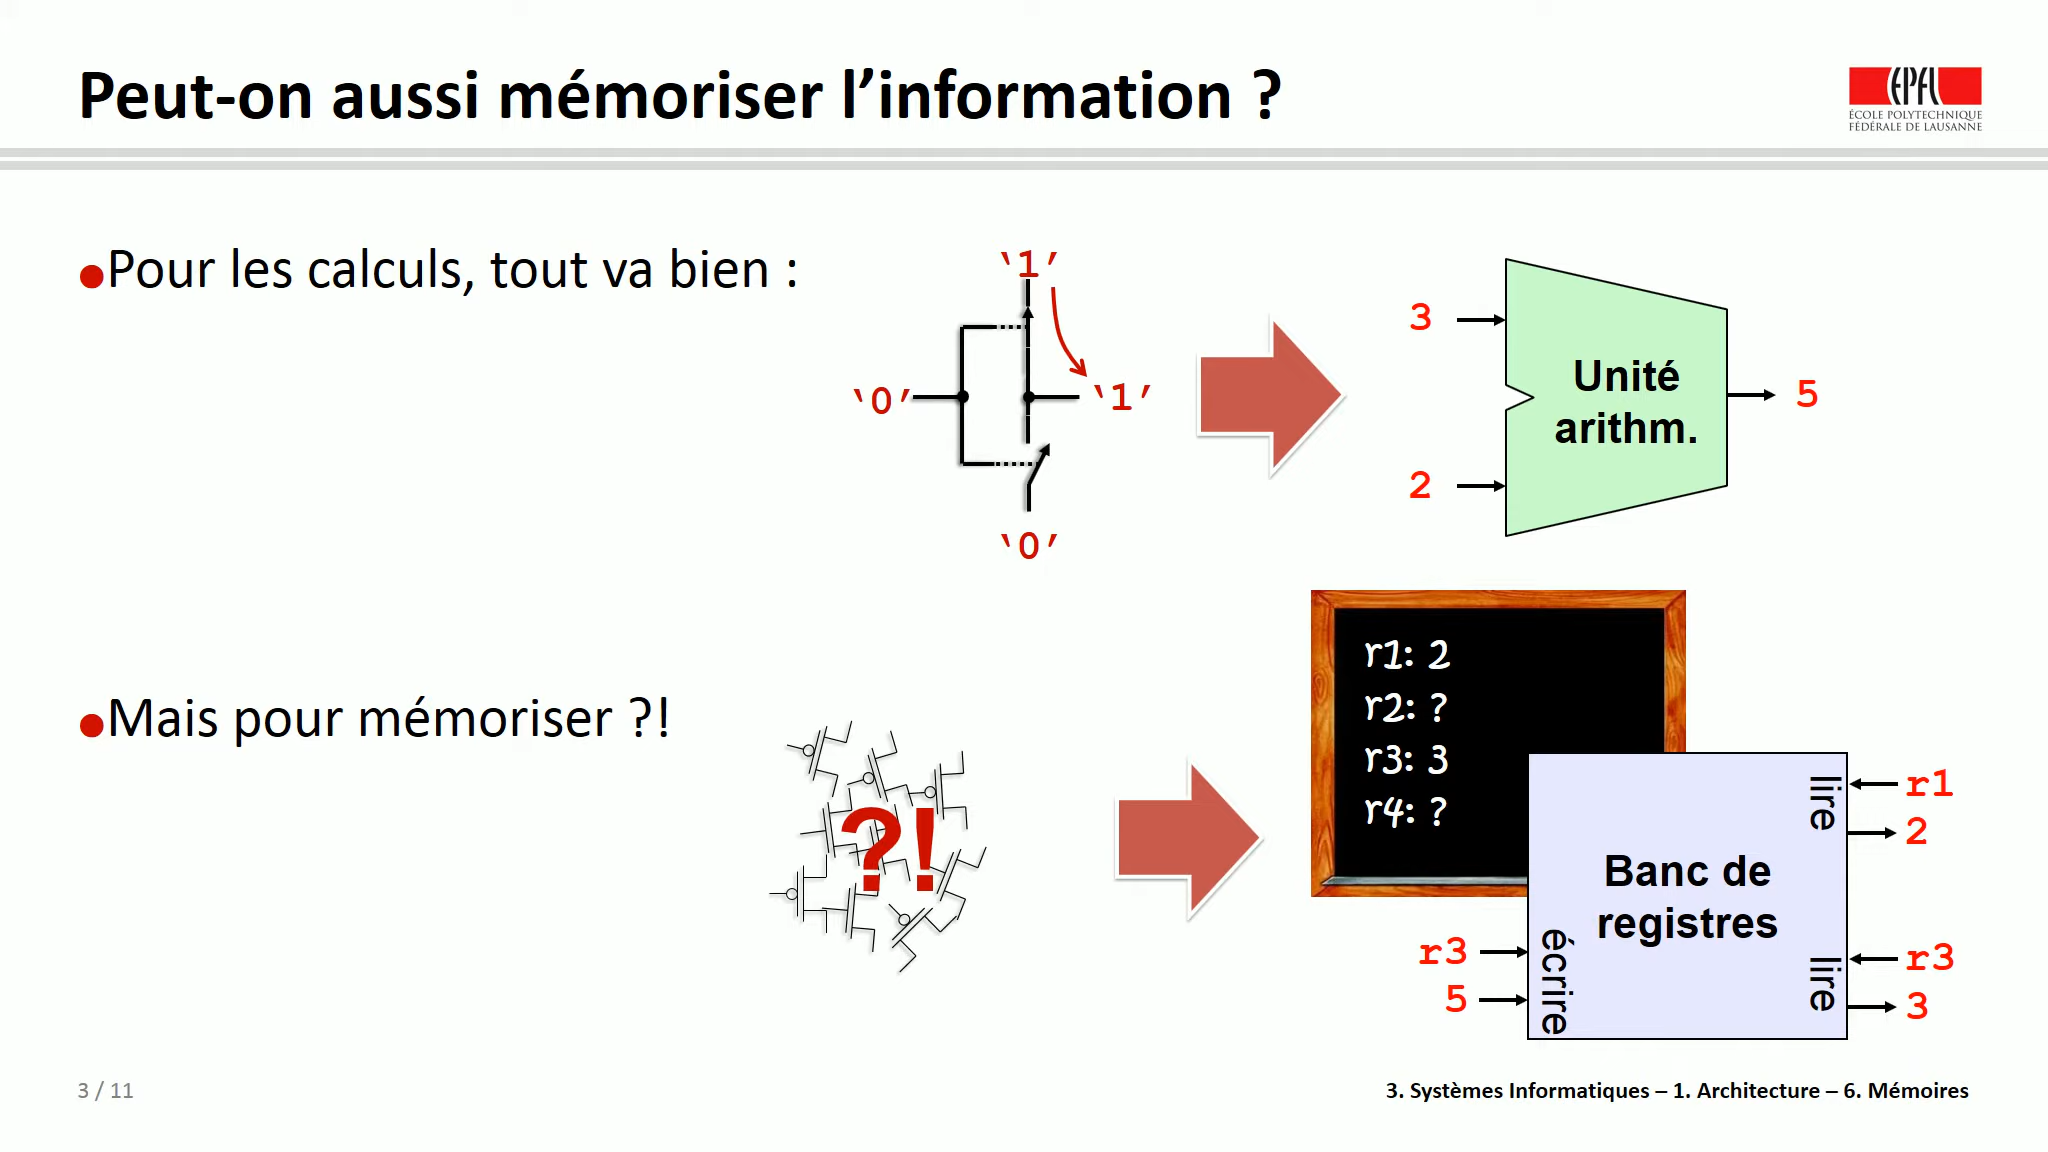 Peut-on aussi mémoriser l’information ?
EPFL
ÉCOLE POLYTECHNIQUE
FÉDÉRALE DE LAUSANNE
Pour les calculs, tout va bien :
‘1’
‘0’
‘1’
‘0’
3
2
Unité
arithm.
5
Mais pour mémoriser ?!
?!
r1: 2
r2: ?
r3: 3
r4: ?
Banc de
registres
lire
r1
2
lire
r3
3
écrire
r3
5
3 / 11
3. Systèmes Informatiques – 1. Architecture – 6. Mémoires